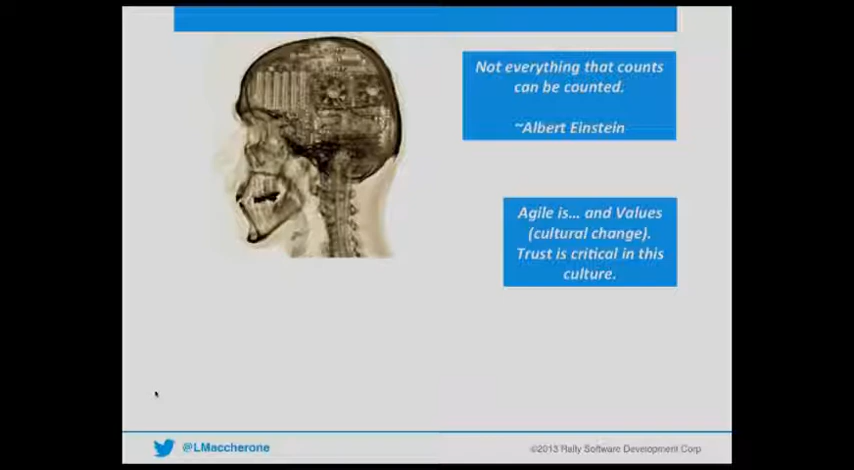 Not everything that counts
can be counted.
~Albert Einstein
Agile is... and Values
(cultural change).
Trust is critical in this
culture.
@LMaccherone
©2013 Rally Software Development Corp